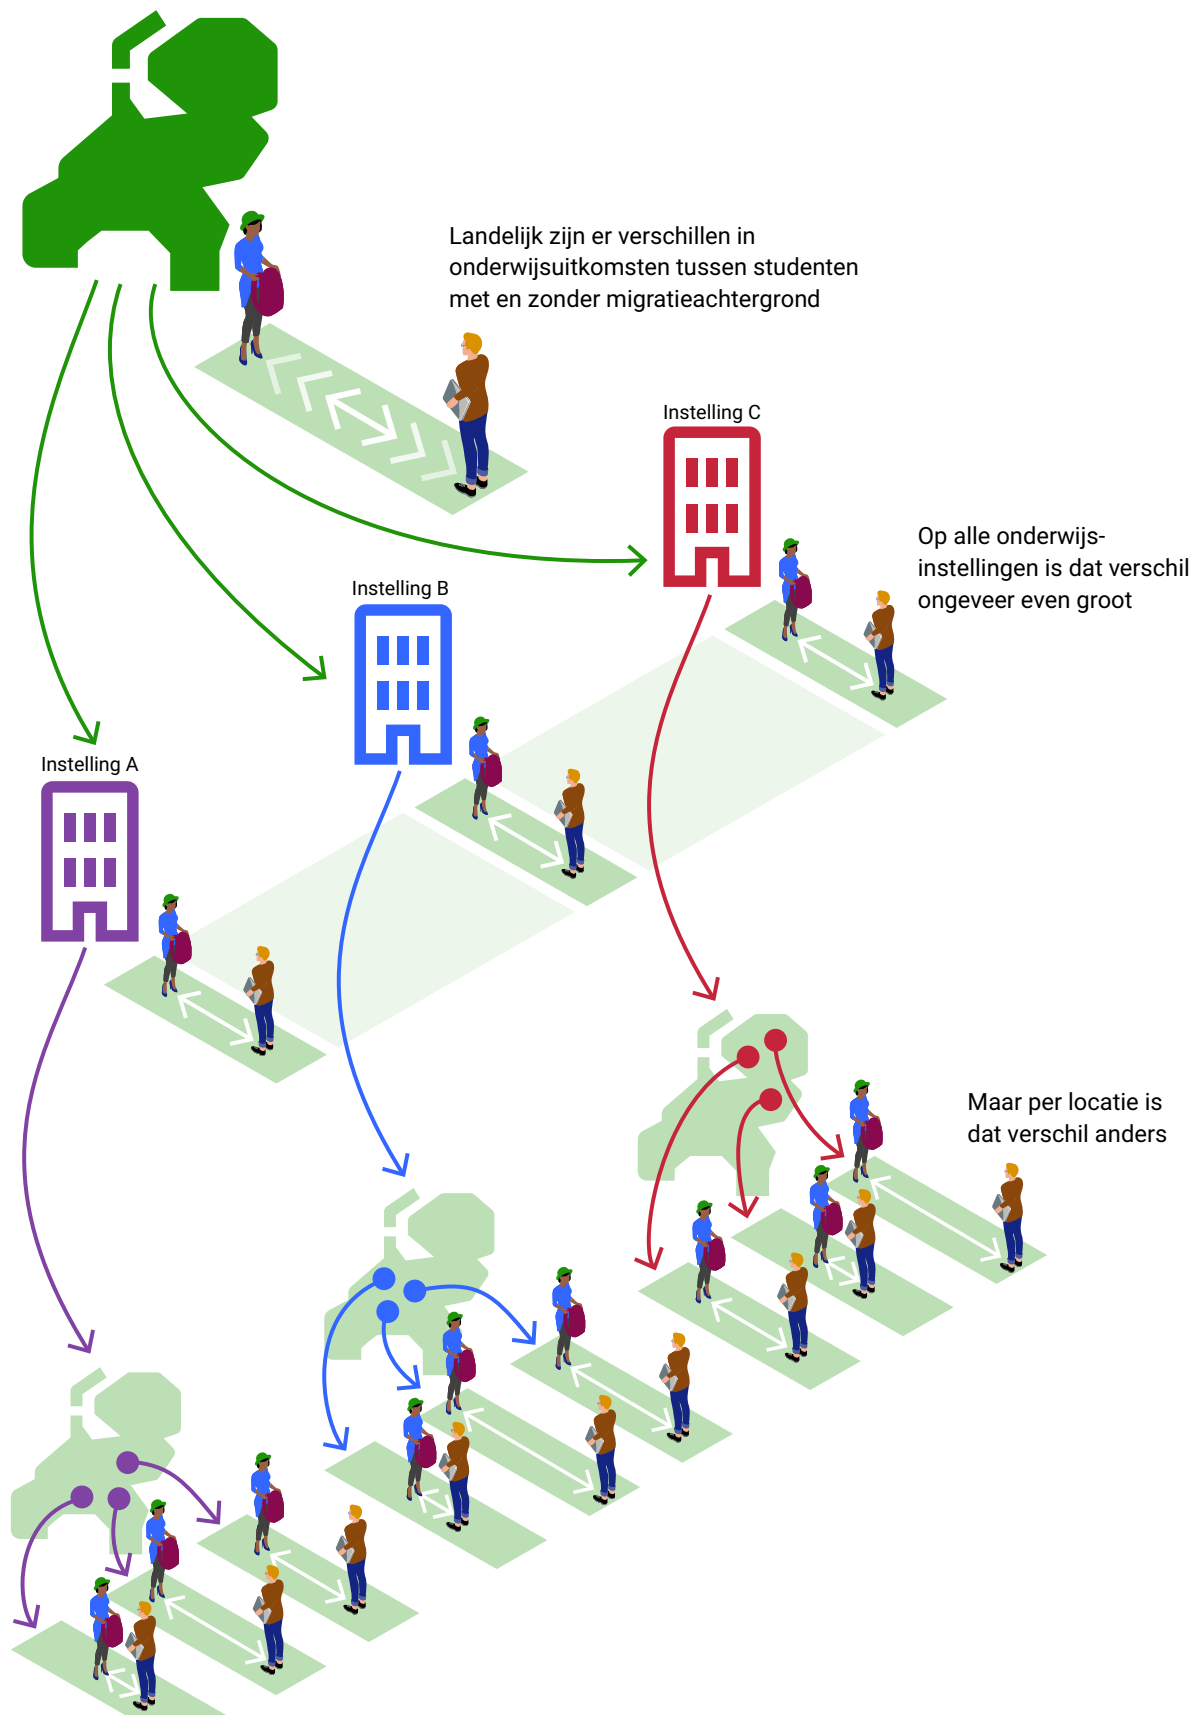 Landelijk zijn er verschillen in
onderwijsuitkomsten tussen studenten
met en zonder migratieachtergrond
Instelling C
Op alle onderwijs-
instellingen is dat verschil
ongeveer even groot
Instelling B
Instelling A
Maar per locatie is
dat verschil anders